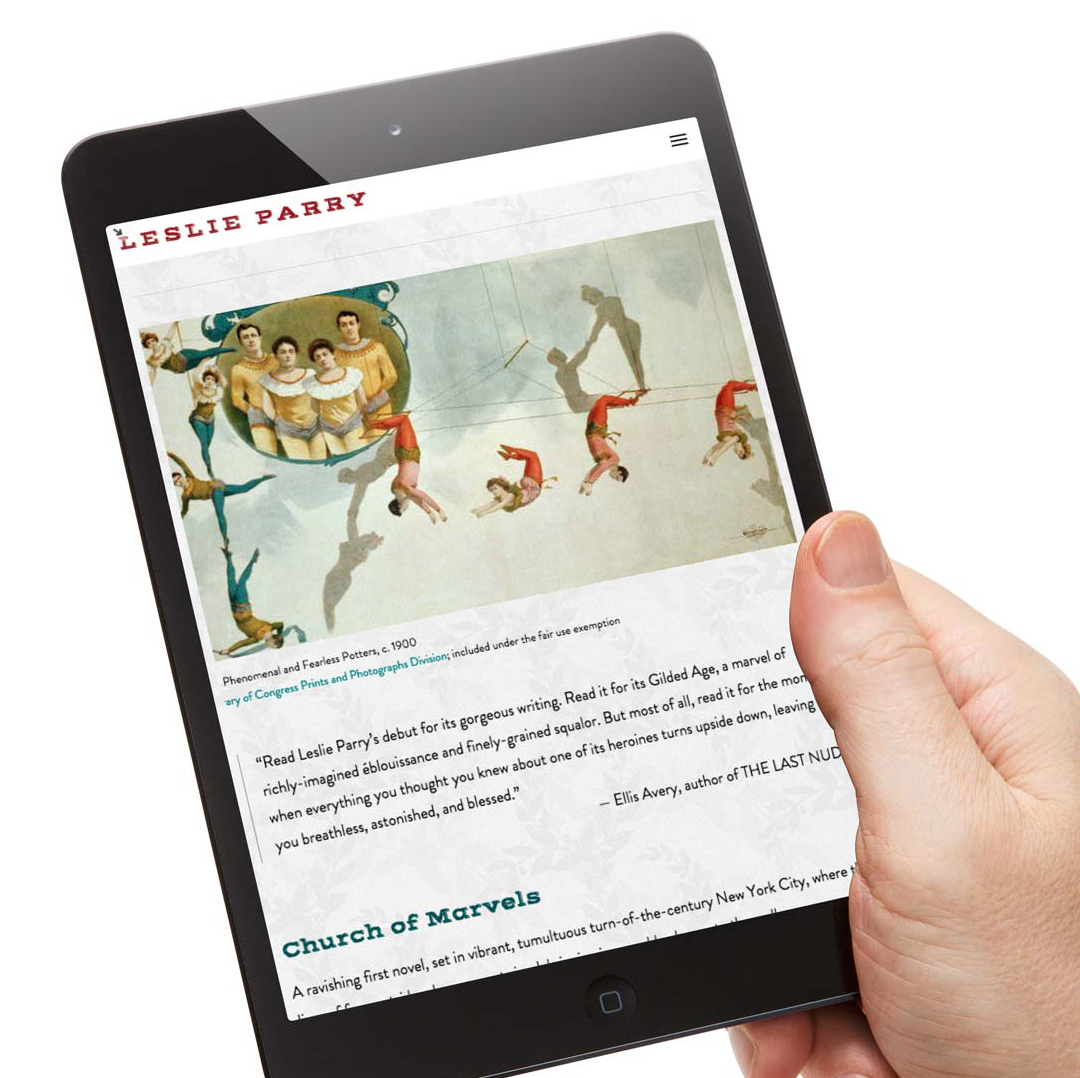 LESLIE PARRY
Phenomenal and Fearless Potters, c. 1900
ary of Congress Prints and Photographs Division; included under the fair use exemption
“Read Leslie Parry’s debut for its gorgeous writing. Read it for its Gilded Age, a marvel of
richly-imagined éblouissance and finely-grained squalor. But most of all, read it for the mom
when everything you thought you knew about one of its heroines turns upside down, leaving
you breathless, astonished, and blessed.”
– Ellis Avery, author of THE LAST NUD
Church of Marvels
A ravishing first novel, set in vibrant, tumultuous turn-of-the-century New York City, where